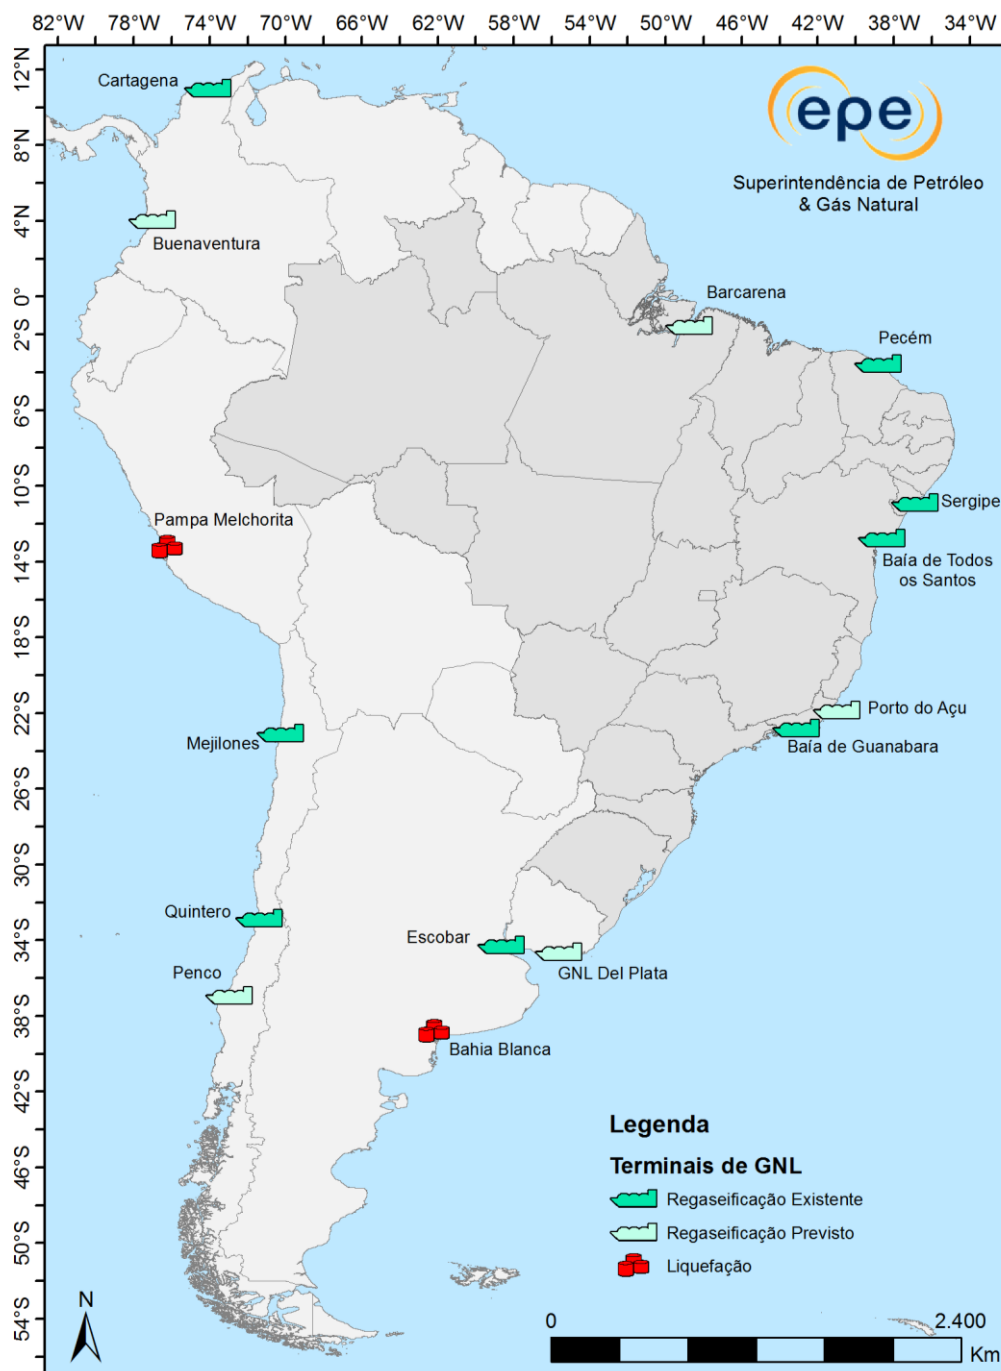 82°W 78°W 74°W 70°W 66°W 62°W 58°W 54°W 50°W 46°W 42°W 38°W 34°W
12°N
8°N
4°N
0°
2°S
6°S
10°S
14°S
18°S
22°S
26°S
30°S
34°S
38°S
42°S
46°S
50°S
54°S
epe
Superintendência de Petróleo
& Gás Natural
Cartagena
Buenaventura
Barcarena
Pecém
Sergipe
Pampa Melchorita
Baía de Todos
os Santos
Porto do Açu
Mejilones
Baía de Guanabara
Quintero
Escobar
GNL Del Plata
Penco
Bahia Blanca
Legenda
Terminais de GNL
Regaseificação Existente
Regaseificação Previsto
Liquefação
N
0 2.400
Km